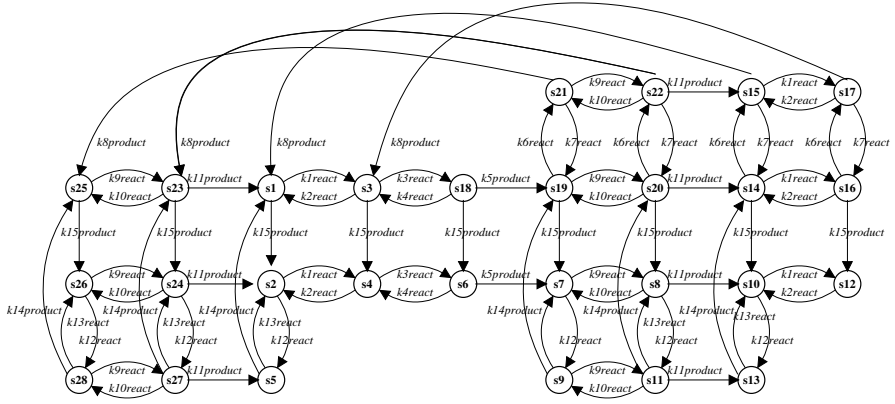 s21 k9react s22 k11product s15 k1react s17
k10react k2react
k8product k8product k8product k8product k6react k7react k6react k7react k6react k7react k6react k7react
s25 k9react s23 k11product s1 k1react s3 k3react s18 k5product s19 k9react s20 k11product s14 k1react s16
k10react k2react k4react k10react k2react
k15product k15product k15product k15product k15product k15product k15product k15product k15product
s26 k9react s24 k11product s2 k1react s4 k3react s6 k5product s7 k9react s8 k11product s10 k1react s12
k10react k2react k4react k10react k2react
k14product k14product k14product k14product k14product k14product
k13react k13react k13react k13react k13react k13react
k12react k12react k12react k12react k12react k12react
s28 k9react s27 k11product s5 s9 k9react s11 k11product s13
k10react k10react